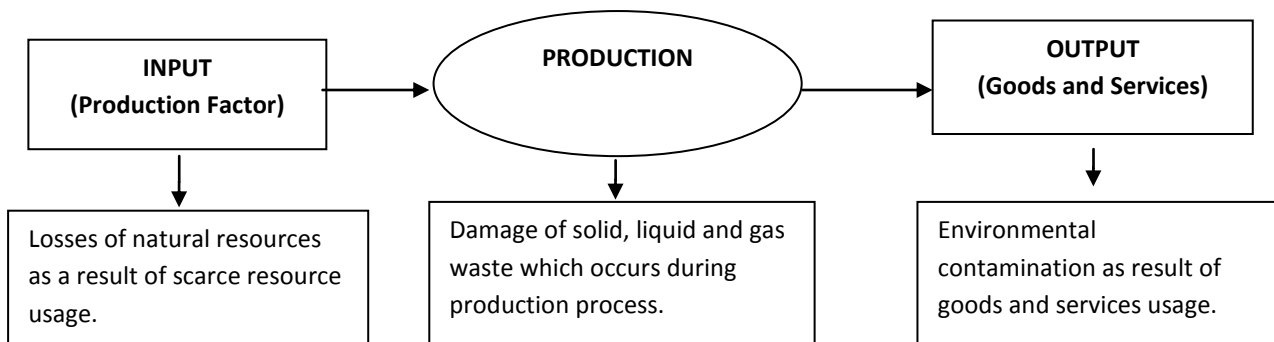 INPUT
(Production Factor)
PRODUCTION
OUTPUT
(Goods and Services)
Losses of natural resources
as a result of scarce resource
usage.
Damage of solid, liquid and gas
waste which occurs during
production process.
Environmental
contamination as result of
goods and services usage.